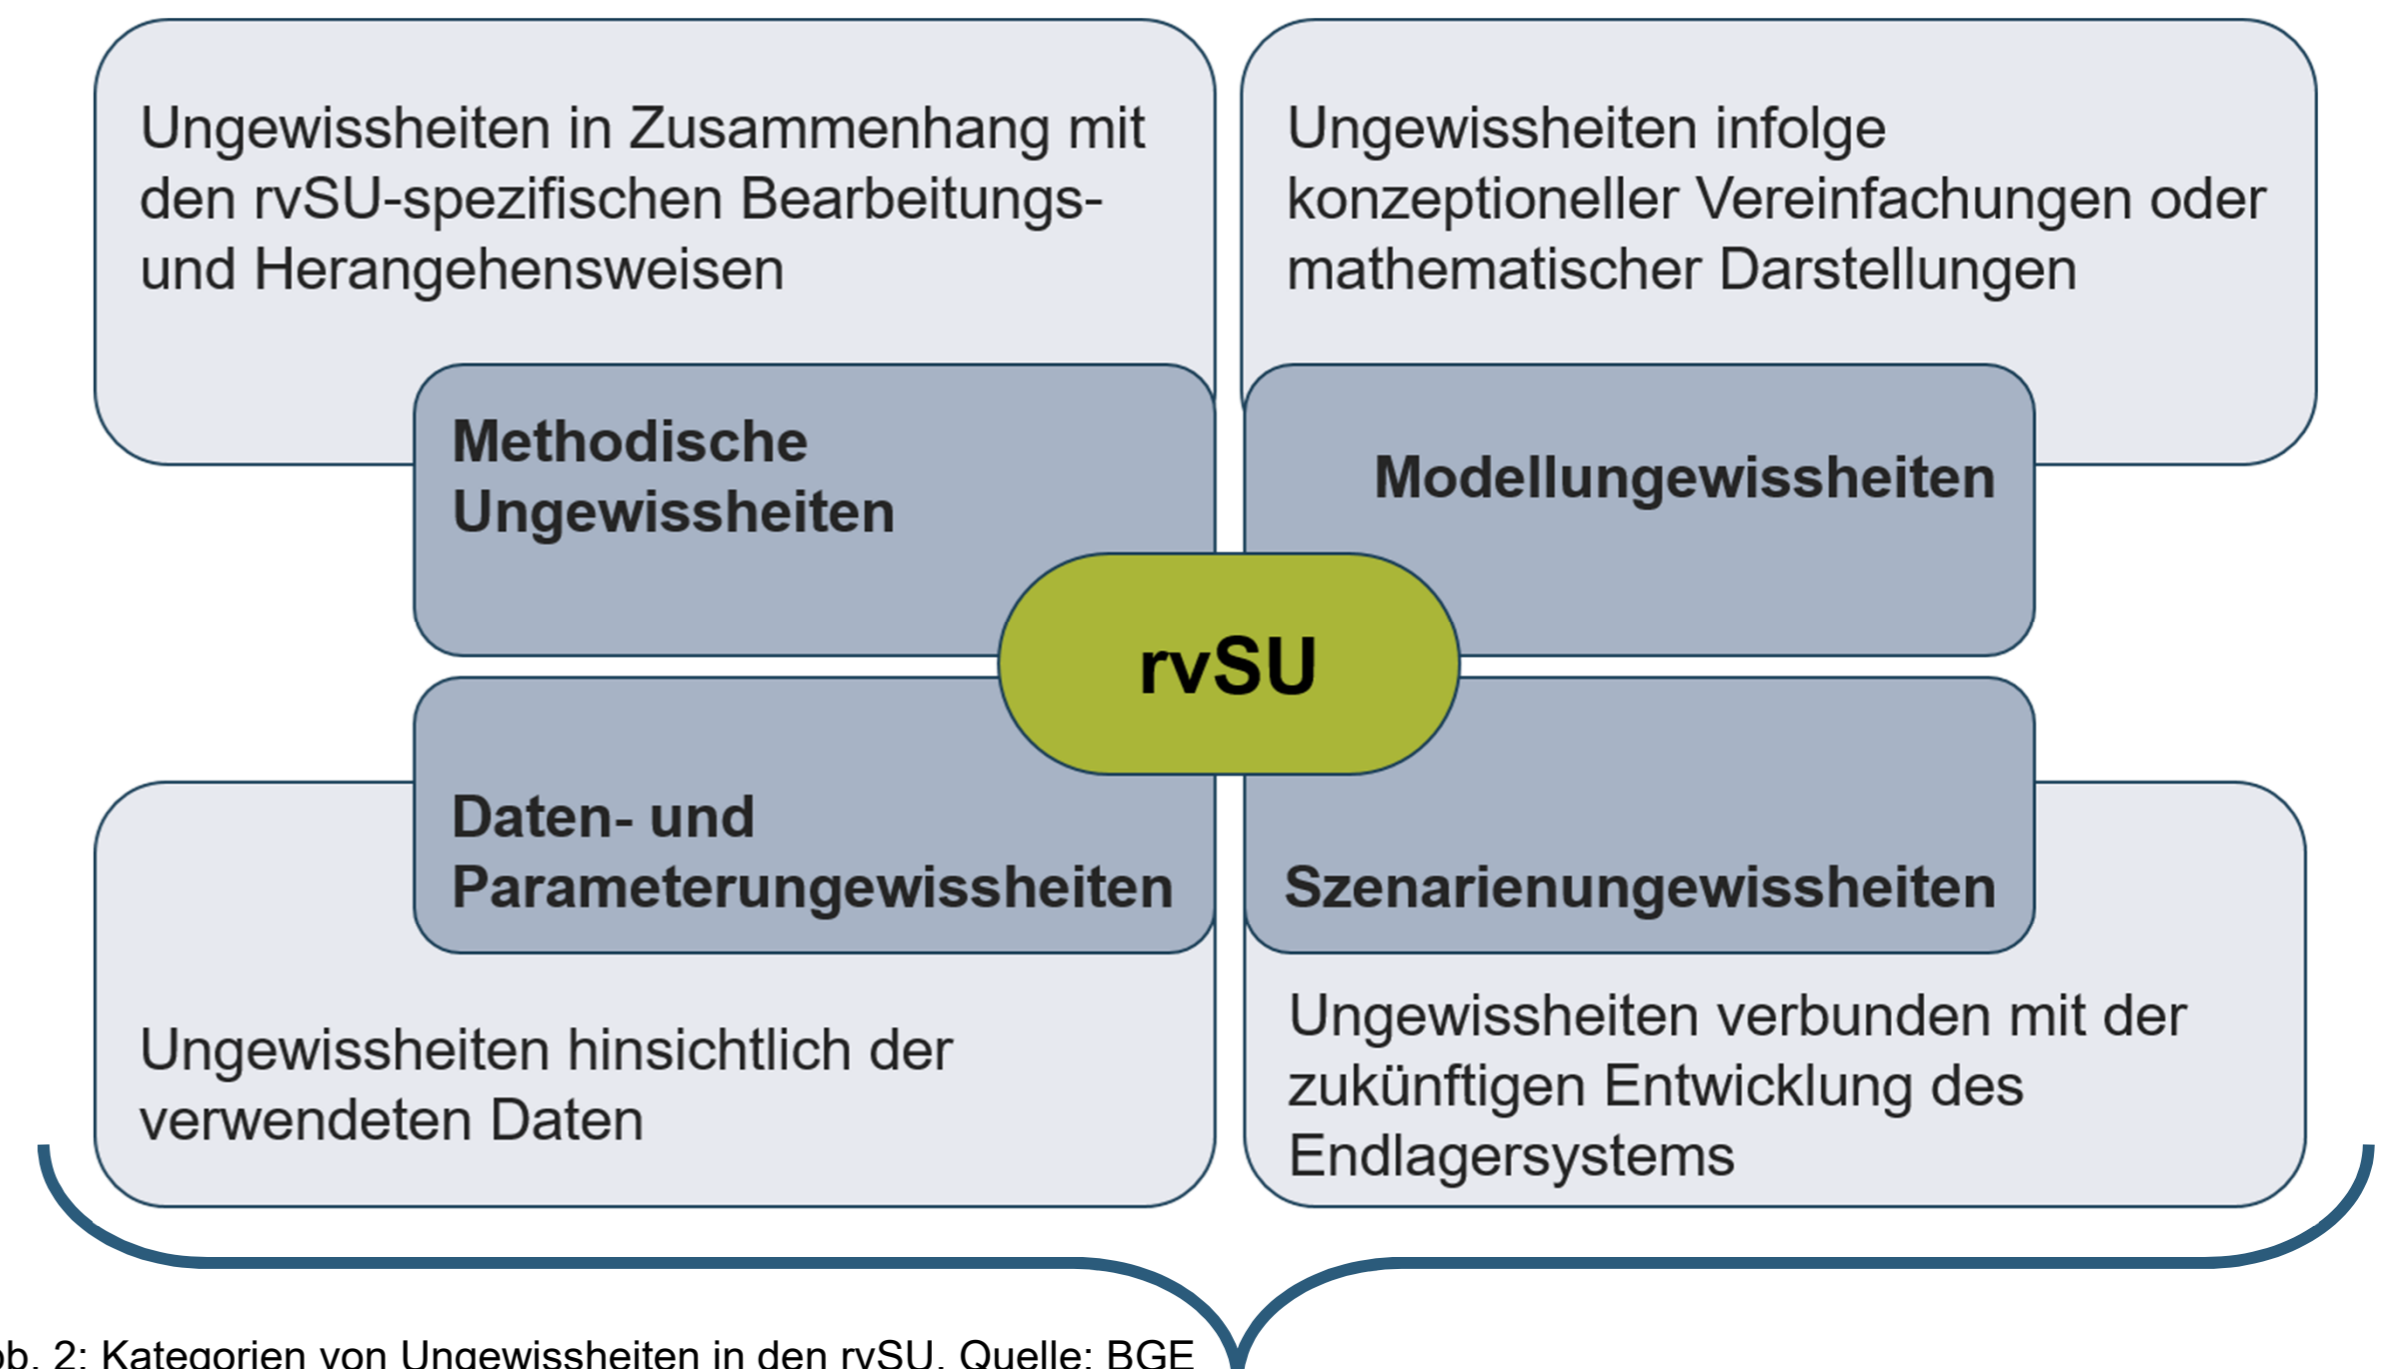 Ungewissheiten in Zusammenhang mit
den rvSU-spezifischen Bearbeitungs-
und Herangehensweisen
Ungewissheiten infolge
konzeptioneller Vereinfachungen oder
mathematischer Darstellungen
Methodische
Ungewissheiten
Modellungewissheiten
rvSU
Daten- und
Parameterungewissheiten
Szenarienungewissheiten
Ungewissheiten hinsichtlich der
verwendeten Daten
Ungewissheiten verbunden mit der
zukünftigen Entwicklung des
Endlagersystems
2: Kategorien von Ungewissheiten in den rvSU. Quelle: BGE